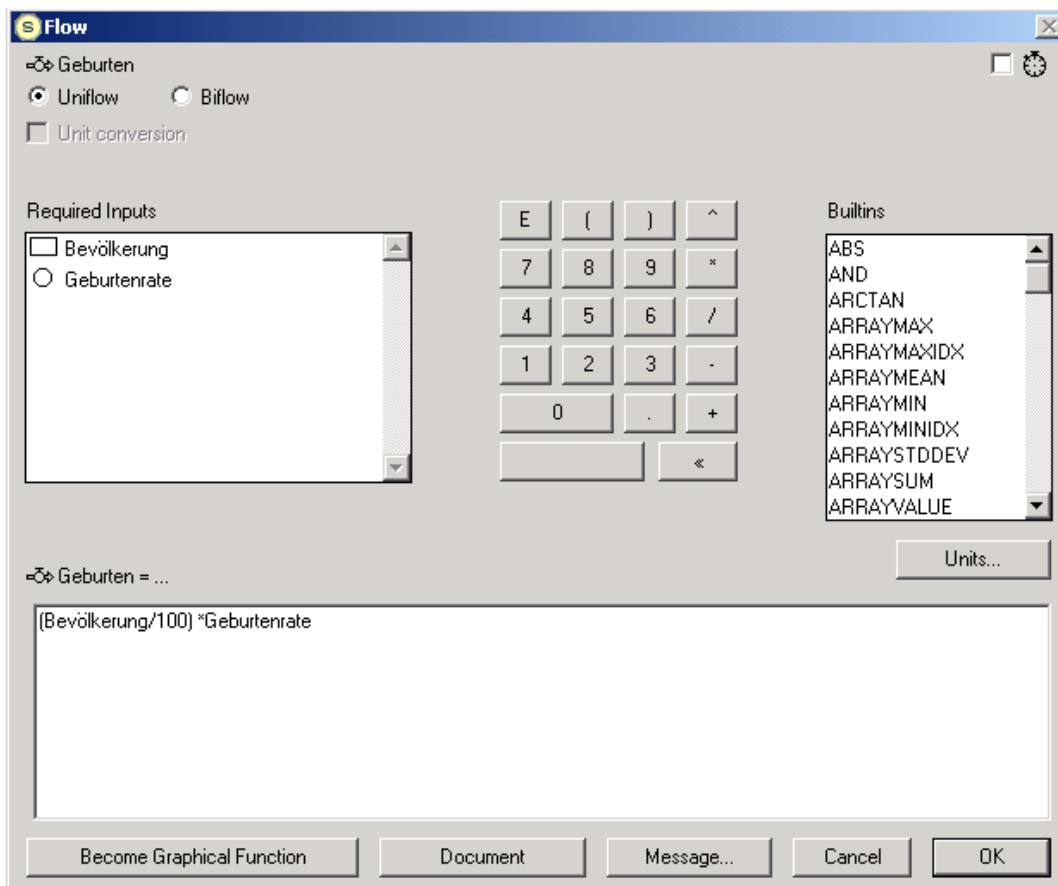 S Flow
Geburten
Uniflow Biflow
Unit conversion
Required Inputs
Bevölkerung
Geburtenrate
E ( ) ^
7 8 9 *
4 5 6 /
1 2 3 -
0 . +
«
Builtins
ABS
AND
ARCTAN
ARRAYMAX
ARRAYMAXIDX
ARRAYMEAN
ARRAYMIN
ARRAYMINIDX
ARRAYSTDDEV
ARRAYSUM
ARRAYVALUE
Units...
Geburten = ...
(Bevölkerung/100) *Geburtenrate
Become Graphical Function Document Message... Cancel OK